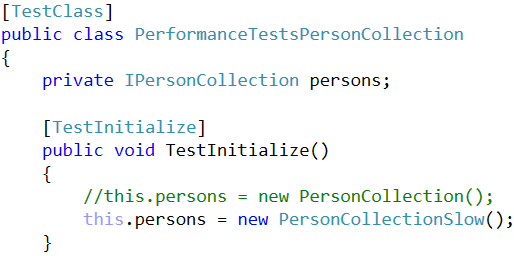 [TestClass]
public class PerformanceTestsPersonCollection
{
    private IPersonCollection persons;

    [TestInitialize]
    public void TestInitialize()
    {
        //this.persons = new PersonCollection();
        this.persons = new PersonCollectionSlow();
    }